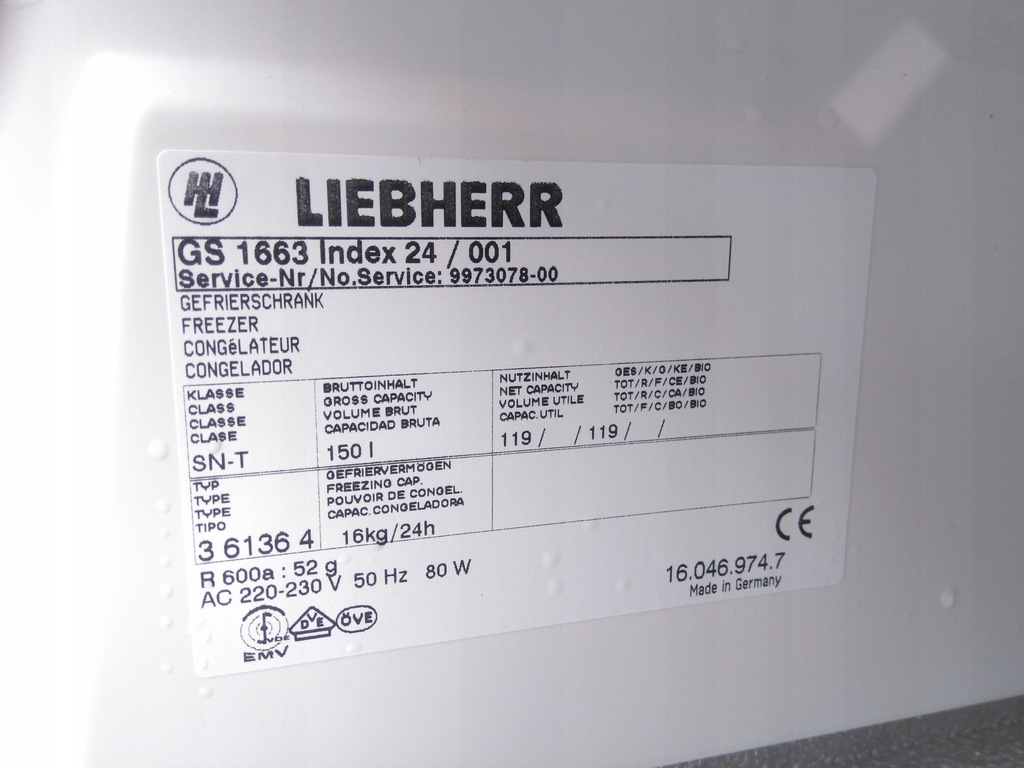 LIEBHERR
GS 1663 Index 24 / 001
Service-Nr/No.Service: 9973078-00
GEFRIERSCHRANK
FREEZER
CONGéLATEUR
CONGELADOR
KLASSE
CLASS
CLASSE
CLASE
SN-T
BRUTTOINHALT
GROSS CAPACITY
VOLUME BRUT
CAPACIDAD BRUTA
150 l
NUTZINHALT GES/K/G/KE/BIO
NET CAPACITY TOT/R/F/CE/BIO
VOLUME UTILE TOT/R/C/CA/BIO
CAPAC.UTIL TOT/F/C/BO/BIO
119 / / 119 / /
TYP
TYPE
TYPE
TIPO
3 6136 4
GEFRIERVERMÖGEN
FREEZING CAP.
POUVOIR DE CONGEL.
CAPAC.CONGELADORA
16kg/24h
R 600a : 52 g
AC 220-230 V 50 Hz 80 W
CE
16.046.974.7
Made in Germany
VDE
EMV
DVE
ÖVE